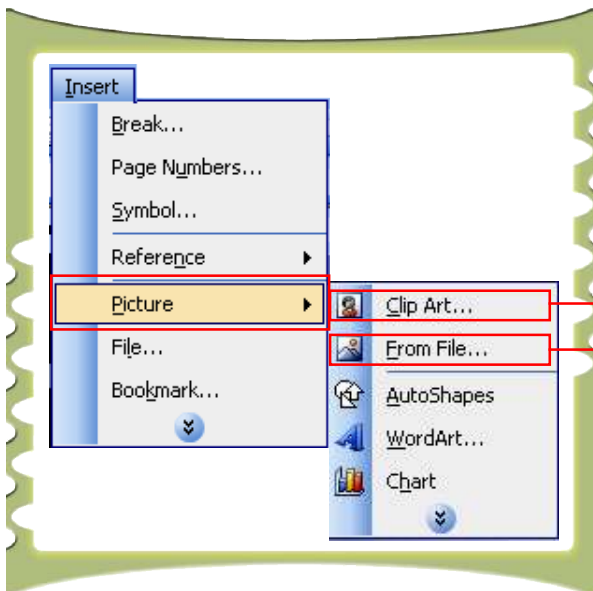 Insert
Break...
Page Numbers...
Symbol...
Reference
Picture
File...
Bookmark...
Clip Art...
From File...
AutoShapes
WordArt...
Chart